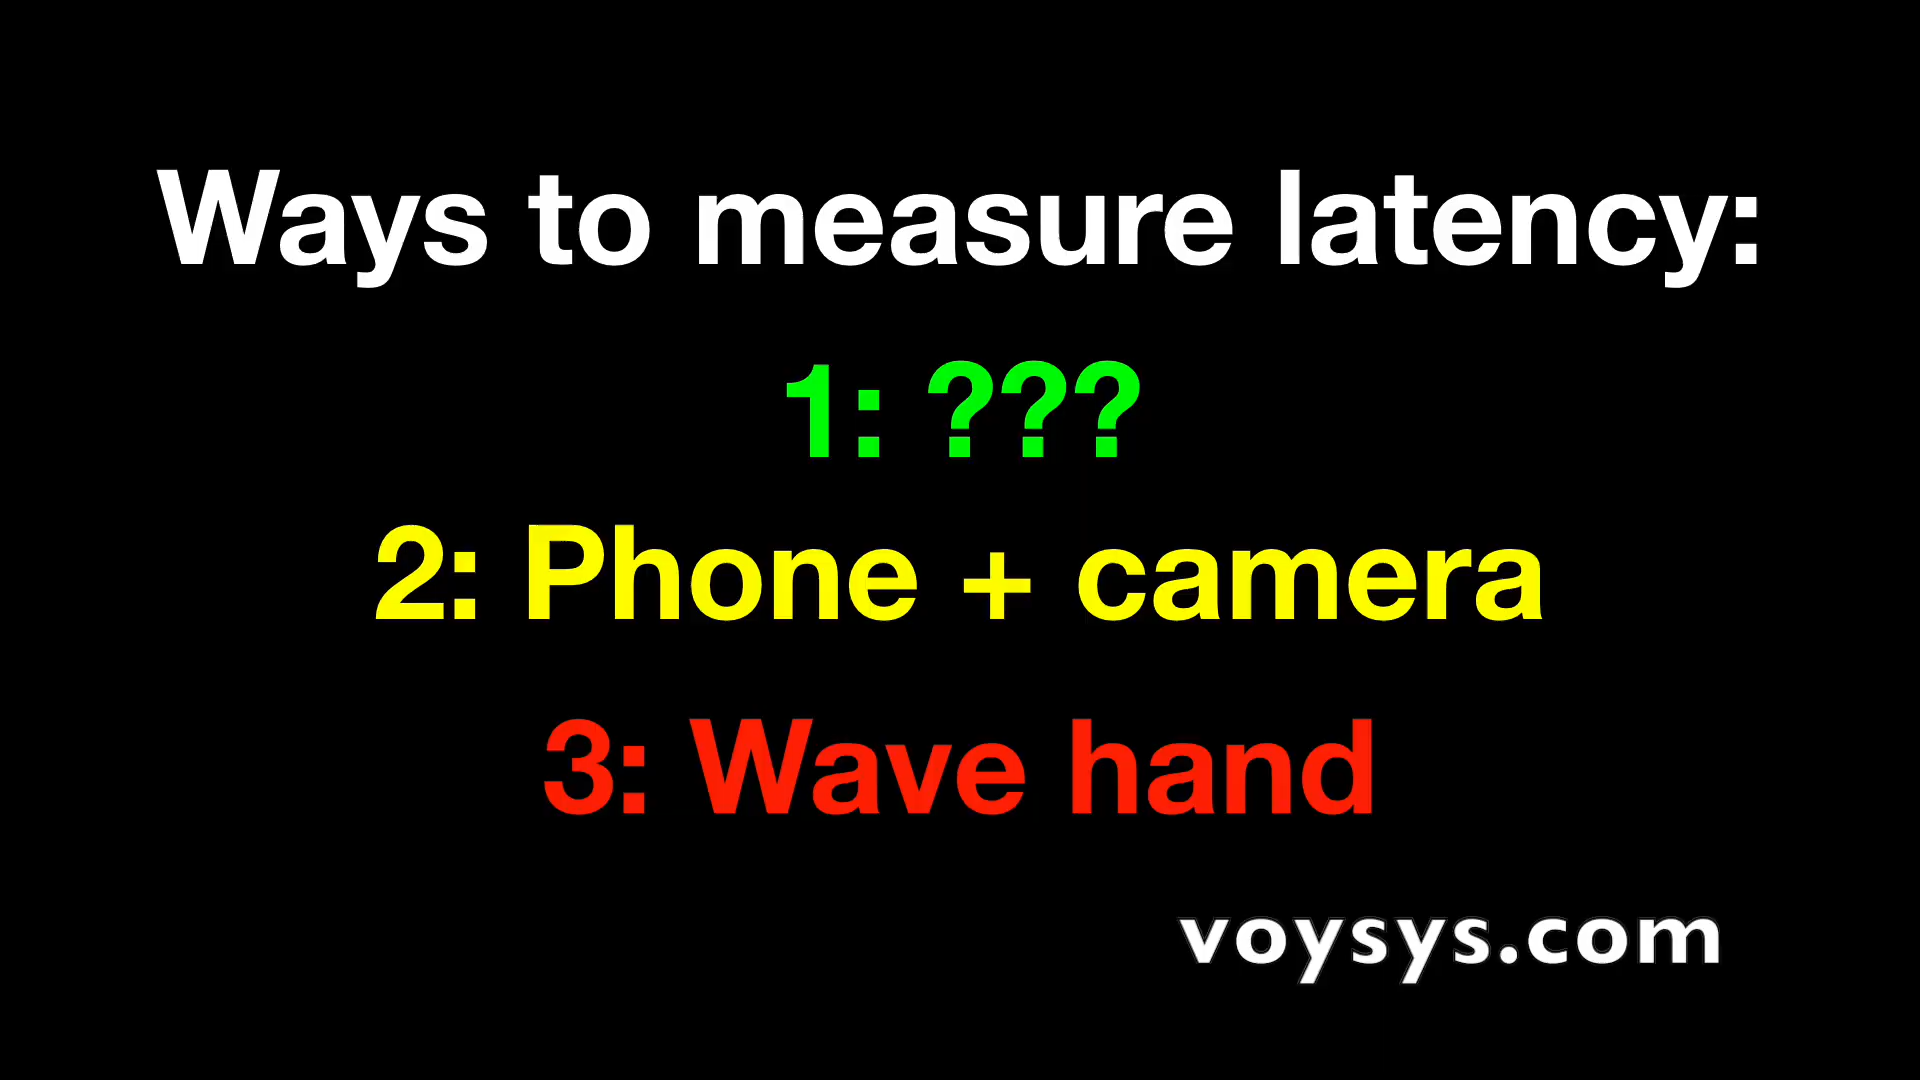 Ways to measure latency:
1: ???
2: Phone + camera
3: Wave hand
voysys.com